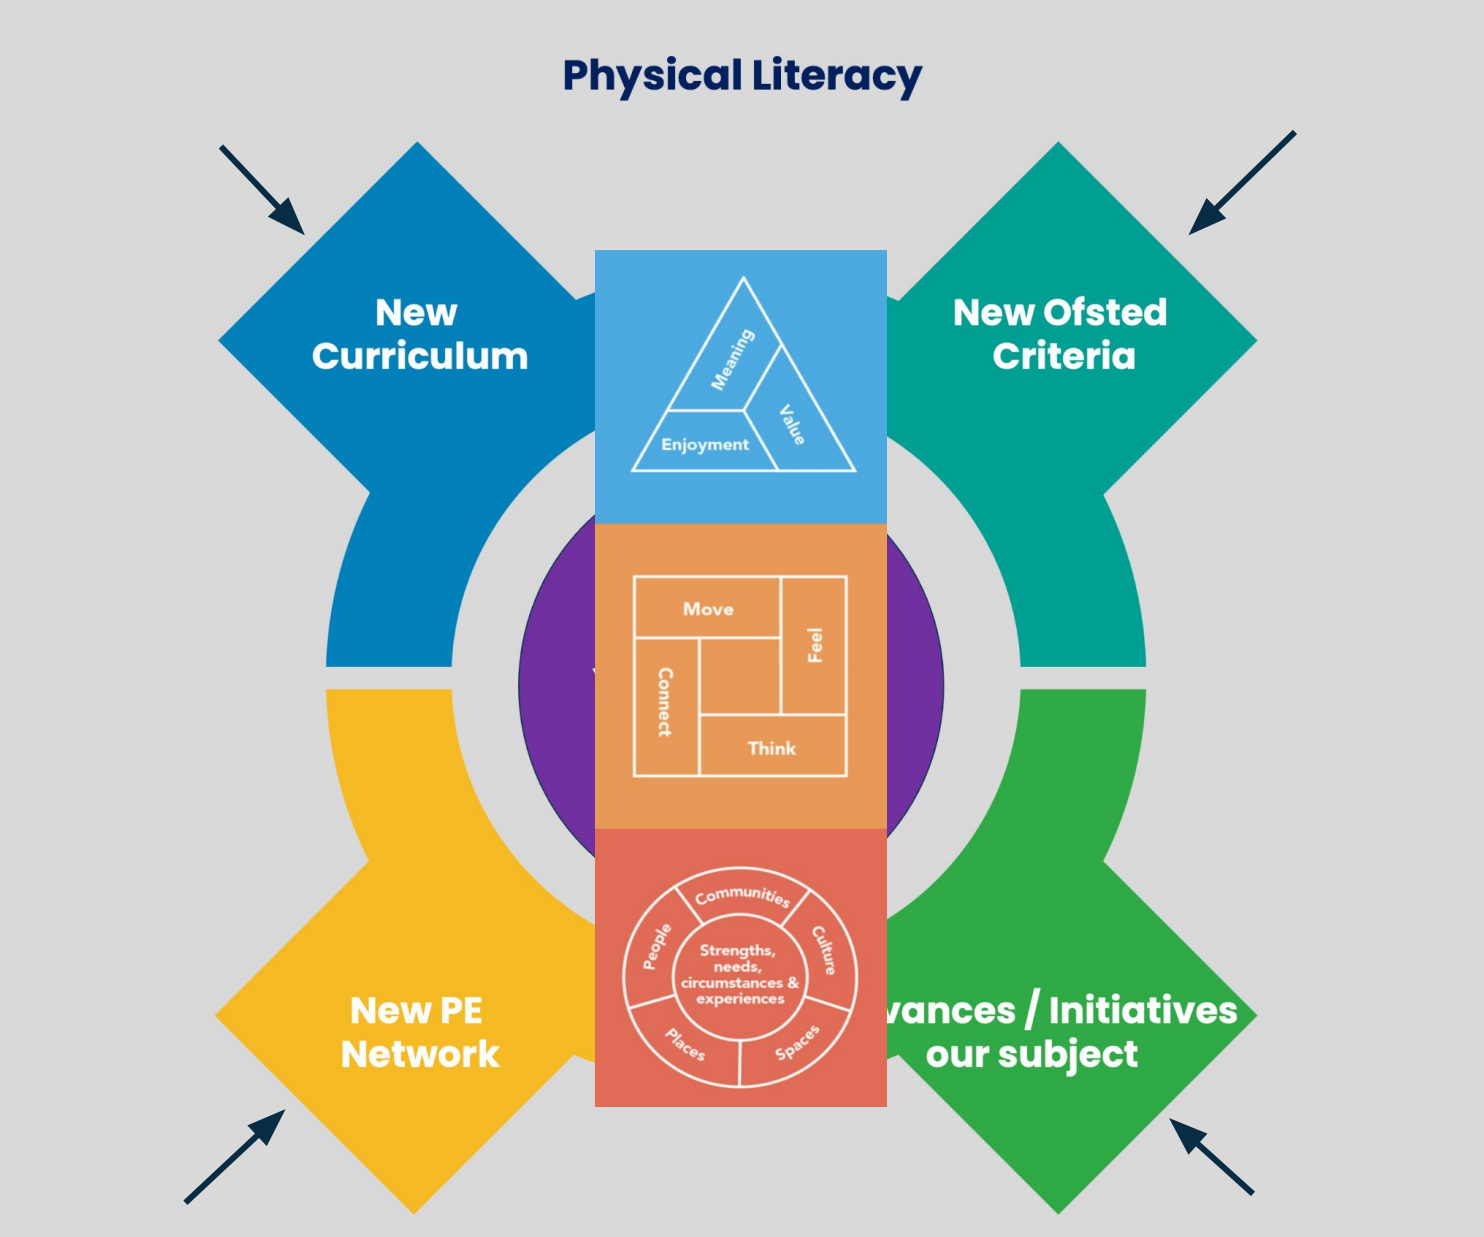 Physical Literacy
New
Curriculum
New Ofsted
Criteria
Meaning
Value
Enjoyment
Move
Feel
Connect
Think
Communities
People
Culture
Strengths,
needs,
circumstances &
experiences
Places
Spaces
New PE
Network
/ Initiatives
our subject